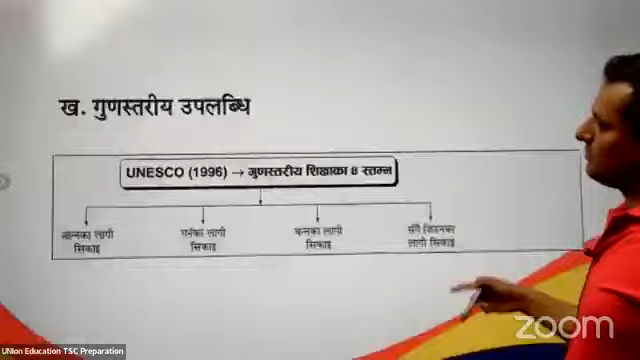 ख. गुणस्तरीय उपलब्धि
UNESCO (1996) → गुणस्तरीय शिक्षाका ४ स्तम्भ
जान्नका लागी
सिकाइ
गर्नका लागी
सिकाइ
बन्नका लागी
सिकाइ
सँगै जिउनका
लागी सिकाइ
zoom
UNIon Education TSC Preparation